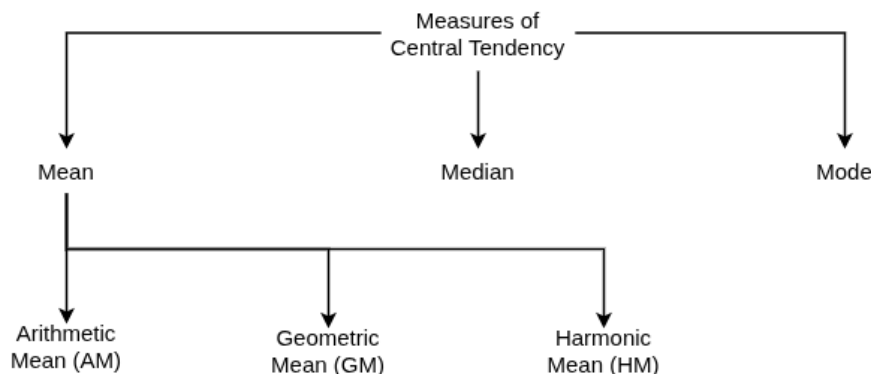 Measures of
Central Tendency
Mean
Median
Mode
Arithmetic
Mean (AM)
Geometric
Mean (GM)
Harmonic
Mean (HM)